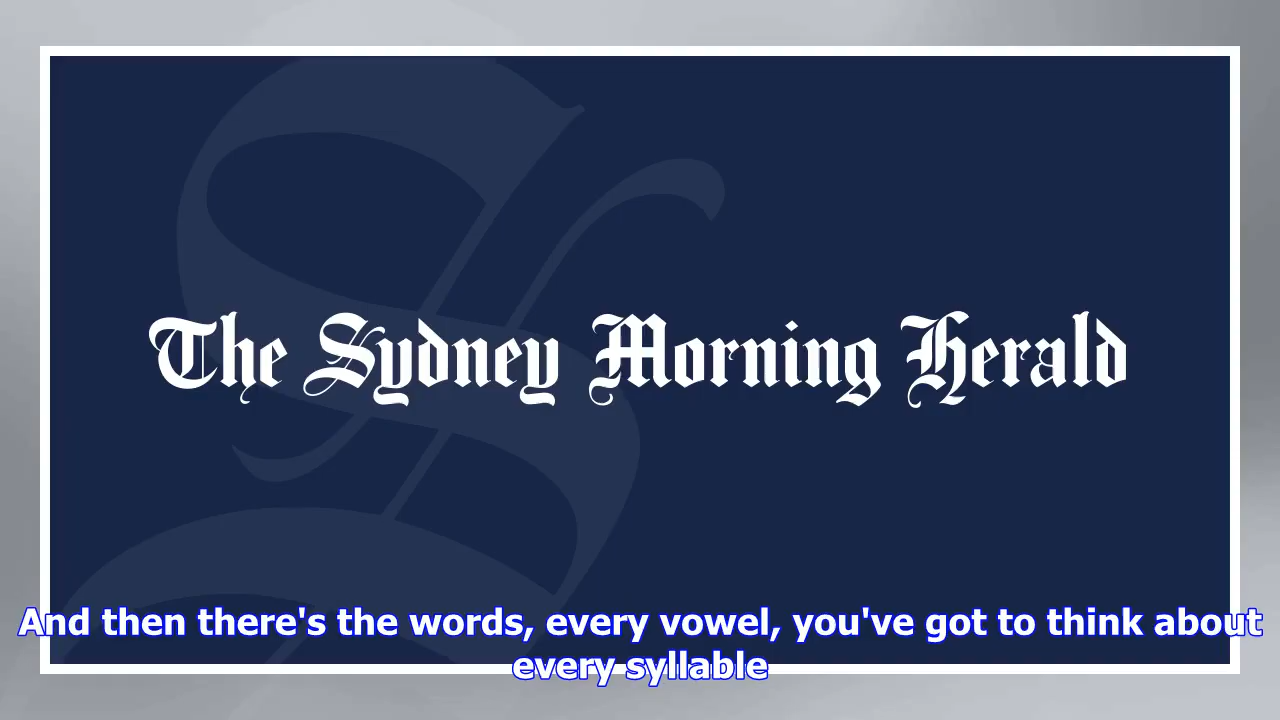 The Sydney Morning Herald
And then there's the words, every vowel, you've got to think about
every syllable